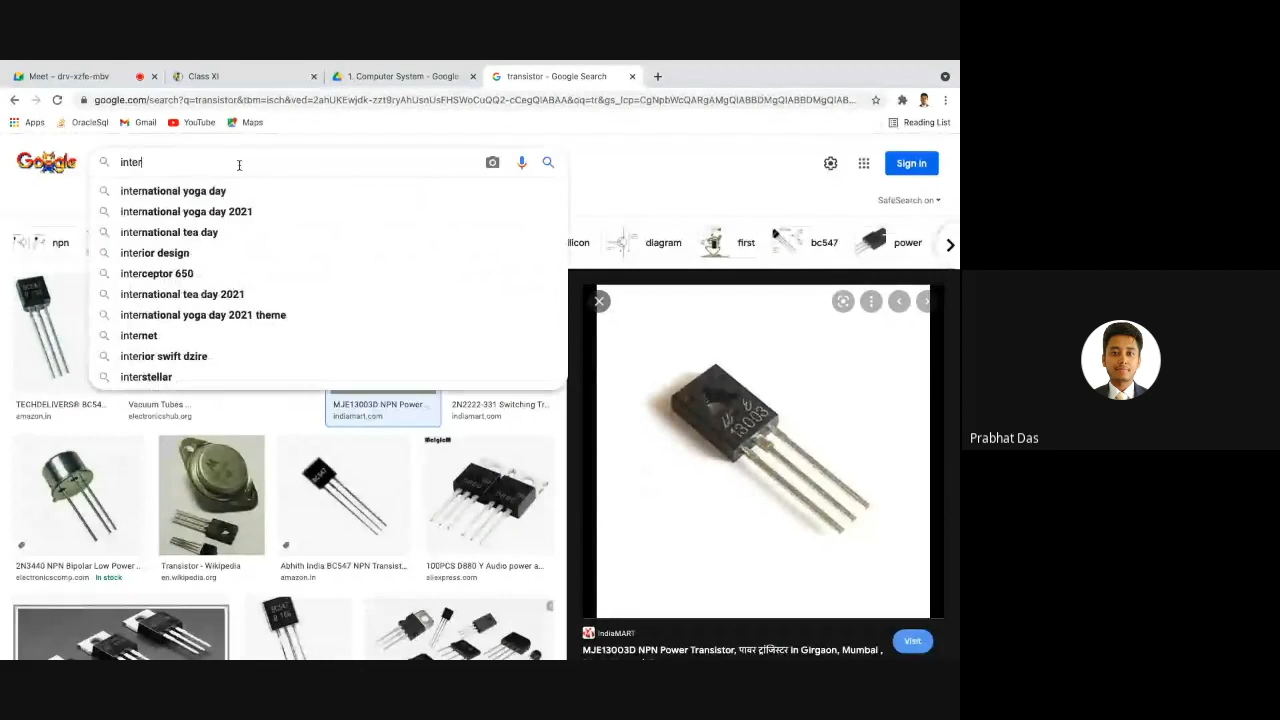 Meet – drv-xzfe-mbv
Class XI
1. Computer System - Google
transistor - Google Search
google.com/search?q=transistor&tbm=isch&ved=2ahUKEwjdk-zzt9ryAhUsnUsFHSWoCuQQ2-cCegQIABAA&oq=tr&gs_lcp=CgNpbWcQARgAMgQIABBDMgQIABBDMgQIAB...
Apps
OracleSql
Gmail
YouTube
Maps
Reading List
Google
inter
Sign in
international yoga day
international yoga day 2021
international tea day
interior design
interceptor 650
international tea day 2021
international yoga day 2021 theme
internet
interior swift dzire
interstellar
SafeSearch on
npn
ilicon
diagram
first
bc547
power
TECHDELIVERS® BC54...
amazon.in
Vacuum Tubes ...
electronicshub.org
MJE13003D NPN Power ...
indiamart.com
2N2222-331 Switching Tr...
indiamart.com
13003
2N3440 NPN Bipolar Low Power ...
electronicscomp.com In stock
Transistor - Wikipedia
en.wikipedia.org
Abhith India BC547 NPN Transist...
amazon.in
100PCS D880 Y Audio power a...
aliexpress.com
IndiaMART
Visit
MJE13003D NPN Power Transistor, पावर ट्रांजिस्टर in Girgaon, Mumbai ,
Prabhat Das